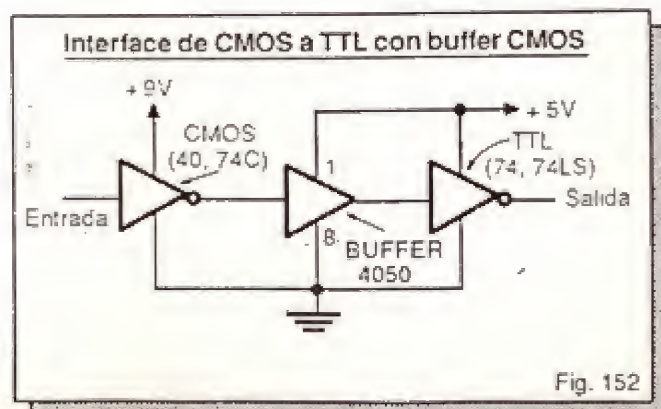 Interface de CMOS a TTL con buffer CMOS
+9V
+5V
CMOS
(40, 74C)
TTL
(74, 74LS)
1
Entrada
Salida
8
BUFFER
4050
Fig. 152